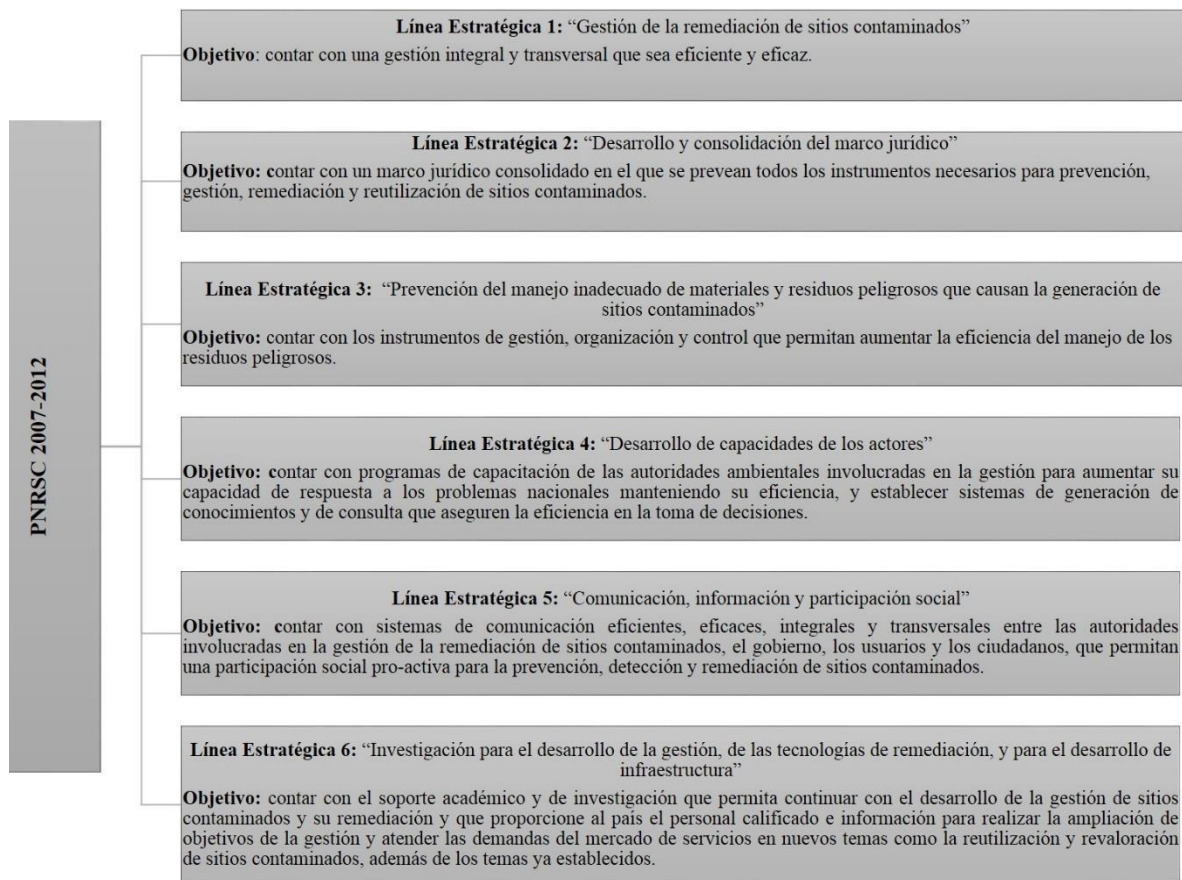 PNRSC 2007-2012
Línea Estratégica 1: “Gestión de la remediación de sitios contaminados”
Objetivo: contar con una gestión integral y transversal que sea eficiente y eficaz.
Línea Estratégica 2: “Desarrollo y consolidación del marco jurídico”
Objetivo: contar con un marco jurídico consolidado en el que se prevean todos los instrumentos necesarios para prevención,
gestión, remediación y reutilización de sitios contaminados.
Línea Estratégica 3: “Prevención del manejo inadecuado de materiales y residuos peligrosos que causan la generación de
sitios contaminados”
Objetivo: contar con los instrumentos de gestión, organización y control que permitan aumentar la eficiencia del manejo de los
residuos peligrosos.
Línea Estratégica 4: “Desarrollo de capacidades de los actores”
Objetivo: contar con programas de capacitación de las autoridades ambientales involucradas en la gestión para aumentar su
capacidad de respuesta a los problemas nacionales manteniendo su eficiencia, y establecer sistemas de generación de
conocimientos y de consulta que aseguren la eficiencia en la toma de decisiones.
Línea Estratégica 5: “Comunicación, información y participación social”
Objetivo: contar con sistemas de comunicación eficientes, eficaces, integrales y transversales entre las autoridades
involucradas en la gestión de la remediación de sitios contaminados, el gobierno, los usuarios y los ciudadanos, que permitan
una participación social pro-activa para la prevención, detección y remediación de sitios contaminados.
Línea Estratégica 6: “Investigación para el desarrollo de la gestión, de las tecnologías de remediación, y para el desarrollo de
infraestructura”
Objetivo: contar con el soporte académico y de investigación que permita continuar con el desarrollo de la gestión de sitios
contaminados y su remediación y que proporcione al país el personal calificado e información para realizar la ampliación de
objetivos de la gestión y atender las demandas del mercado de servicios en nuevos temas como la reutilización y revaloración
de sitios contaminados, además de los temas ya establecidos.